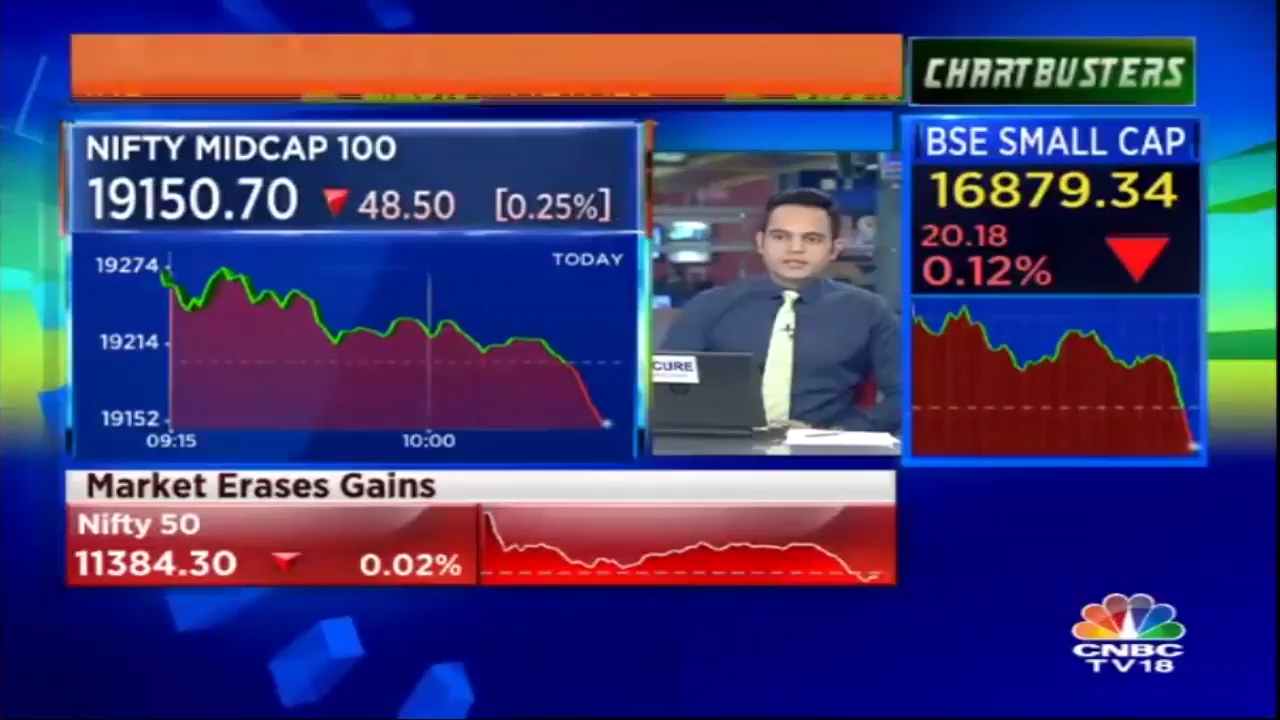 CHARTBUSTERS
NIFTY MIDCAP 100
19150.70 ▼ 48.50 [0.25%]
TODAY
19274
19214
19152
09:15 10:00
CURE
BSE SMALL CAP
16879.34
20.18
0.12% ▼
Market Erases Gains
Nifty 50
11384.30 ▼ 0.02%
CNBC
TV18